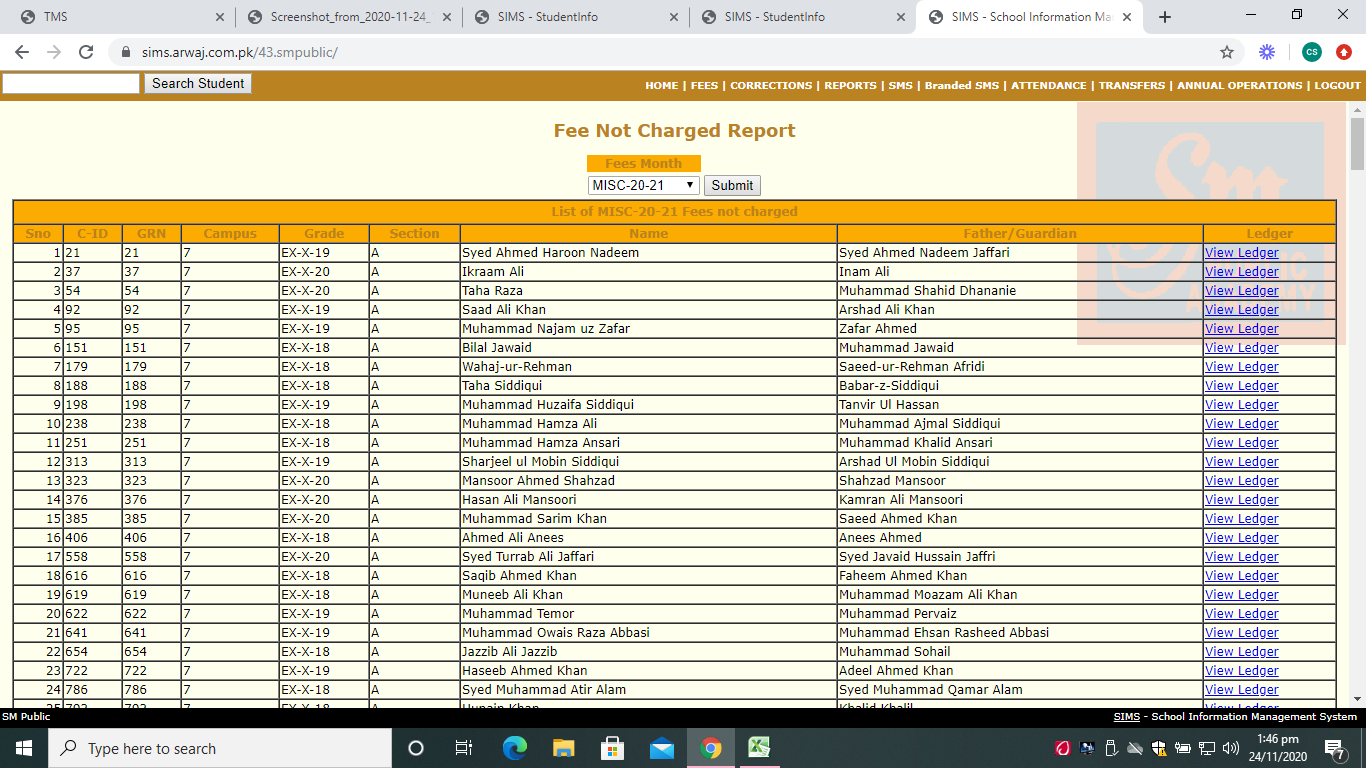 TMS
Screenshot_from_2020-11-24_
SIMS - StudentInfo
SIMS - StudentInfo
SIMS - School Information Ma
sims.arwaj.com.pk/43.smpublic/
CS
Search Student
HOME | FEES | CORRECTIONS | REPORTS | SMS | Branded SMS | ATTENDANCE | TRANSFERS | ANNUAL OPERATIONS | LOGOUT
Fee Not Charged Report
Fees Month
MISC-20-21 Submit
Sm
List of MISC-20-21 Fees not charged
Sno C-ID GRN Campus Grade Section Name Father/Guardian Ledger
1 21 21 7 EX-X-19 A Syed Ahmed Haroon Nadeem Syed Ahmed Nadeem Jaffari View Ledger
2 37 37 7 EX-X-20 A Ikraam Ali Inam Ali View Ledger
3 54 54 7 EX-X-20 A Taha Raza Muhammad Shahid Dhananie View Ledger
4 92 92 7 EX-X-19 A Saad Ali Khan Arshad Ali Khan View Ledger
5 95 95 7 EX-X-19 A Muhammad Najam uz Zafar Zafar Ahmed View Ledger
6 151 151 7 EX-X-18 A Bilal Jawaid Muhammad Jawaid View Ledger
7 179 179 7 EX-X-18 A Wahaj-ur-Rehman Saeed-ur-Rehman Afridi View Ledger
8 188 188 7 EX-X-18 A Taha Siddiqui Babar-z-Siddiqui View Ledger
9 198 198 7 EX-X-19 A Muhammad Huzaifa Siddiqui Tanvir Ul Hassan View Ledger
10 238 238 7 EX-X-18 A Muhammad Hamza Ali Muhammad Ajmal Siddiqui View Ledger
11 251 251 7 EX-X-18 A Muhammad Hamza Ansari Muhammad Khalid Ansari View Ledger
12 313 313 7 EX-X-19 A Sharjeel ul Mobin Siddiqui Arshad Ul Mobin Siddiqui View Ledger
13 323 323 7 EX-X-20 A Mansoor Ahmed Shahzad Shahzad Mansoor View Ledger
14 376 376 7 EX-X-20 A Hasan Ali Mansoori Kamran Ali Mansoori View Ledger
15 385 385 7 EX-X-20 A Muhammad Sarim Khan Saeed Ahmed Khan View Ledger
16 406 406 7 EX-X-18 A Ahmed Ali Anees Anees Ahmed View Ledger
17 558 558 7 EX-X-20 A Syed Turrab Ali Jaffari Syed Javaid Hussain Jaffri View Ledger
18 616 616 7 EX-X-18 A Saqib Ahmed Khan Faheem Ahmed Khan View Ledger
19 619 619 7 EX-X-18 A Muneeb Ali Khan Muhammad Moazam Ali Khan View Ledger
20 622 622 7 EX-X-19 A Muhammad Temor Muhammad Pervaiz View Ledger
21 641 641 7 EX-X-19 A Muhammad Owais Raza Abbasi Muhammad Ehsan Rasheed Abbasi View Ledger
22 654 654 7 EX-X-18 A Jazzib Ali Jazzib Muhammad Sohail View Ledger
23 722 722 7 EX-X-19 A Haseeb Ahmed Khan Adeel Ahmed Khan View Ledger
24 786 786 7 EX-X-18 A Syed Muhammad Atir Alam Syed Muhammad Qamar Alam View Ledger
SM Public
SIMS - School Information Management System
Type here to search
1:46 pm
24/11/2020
7